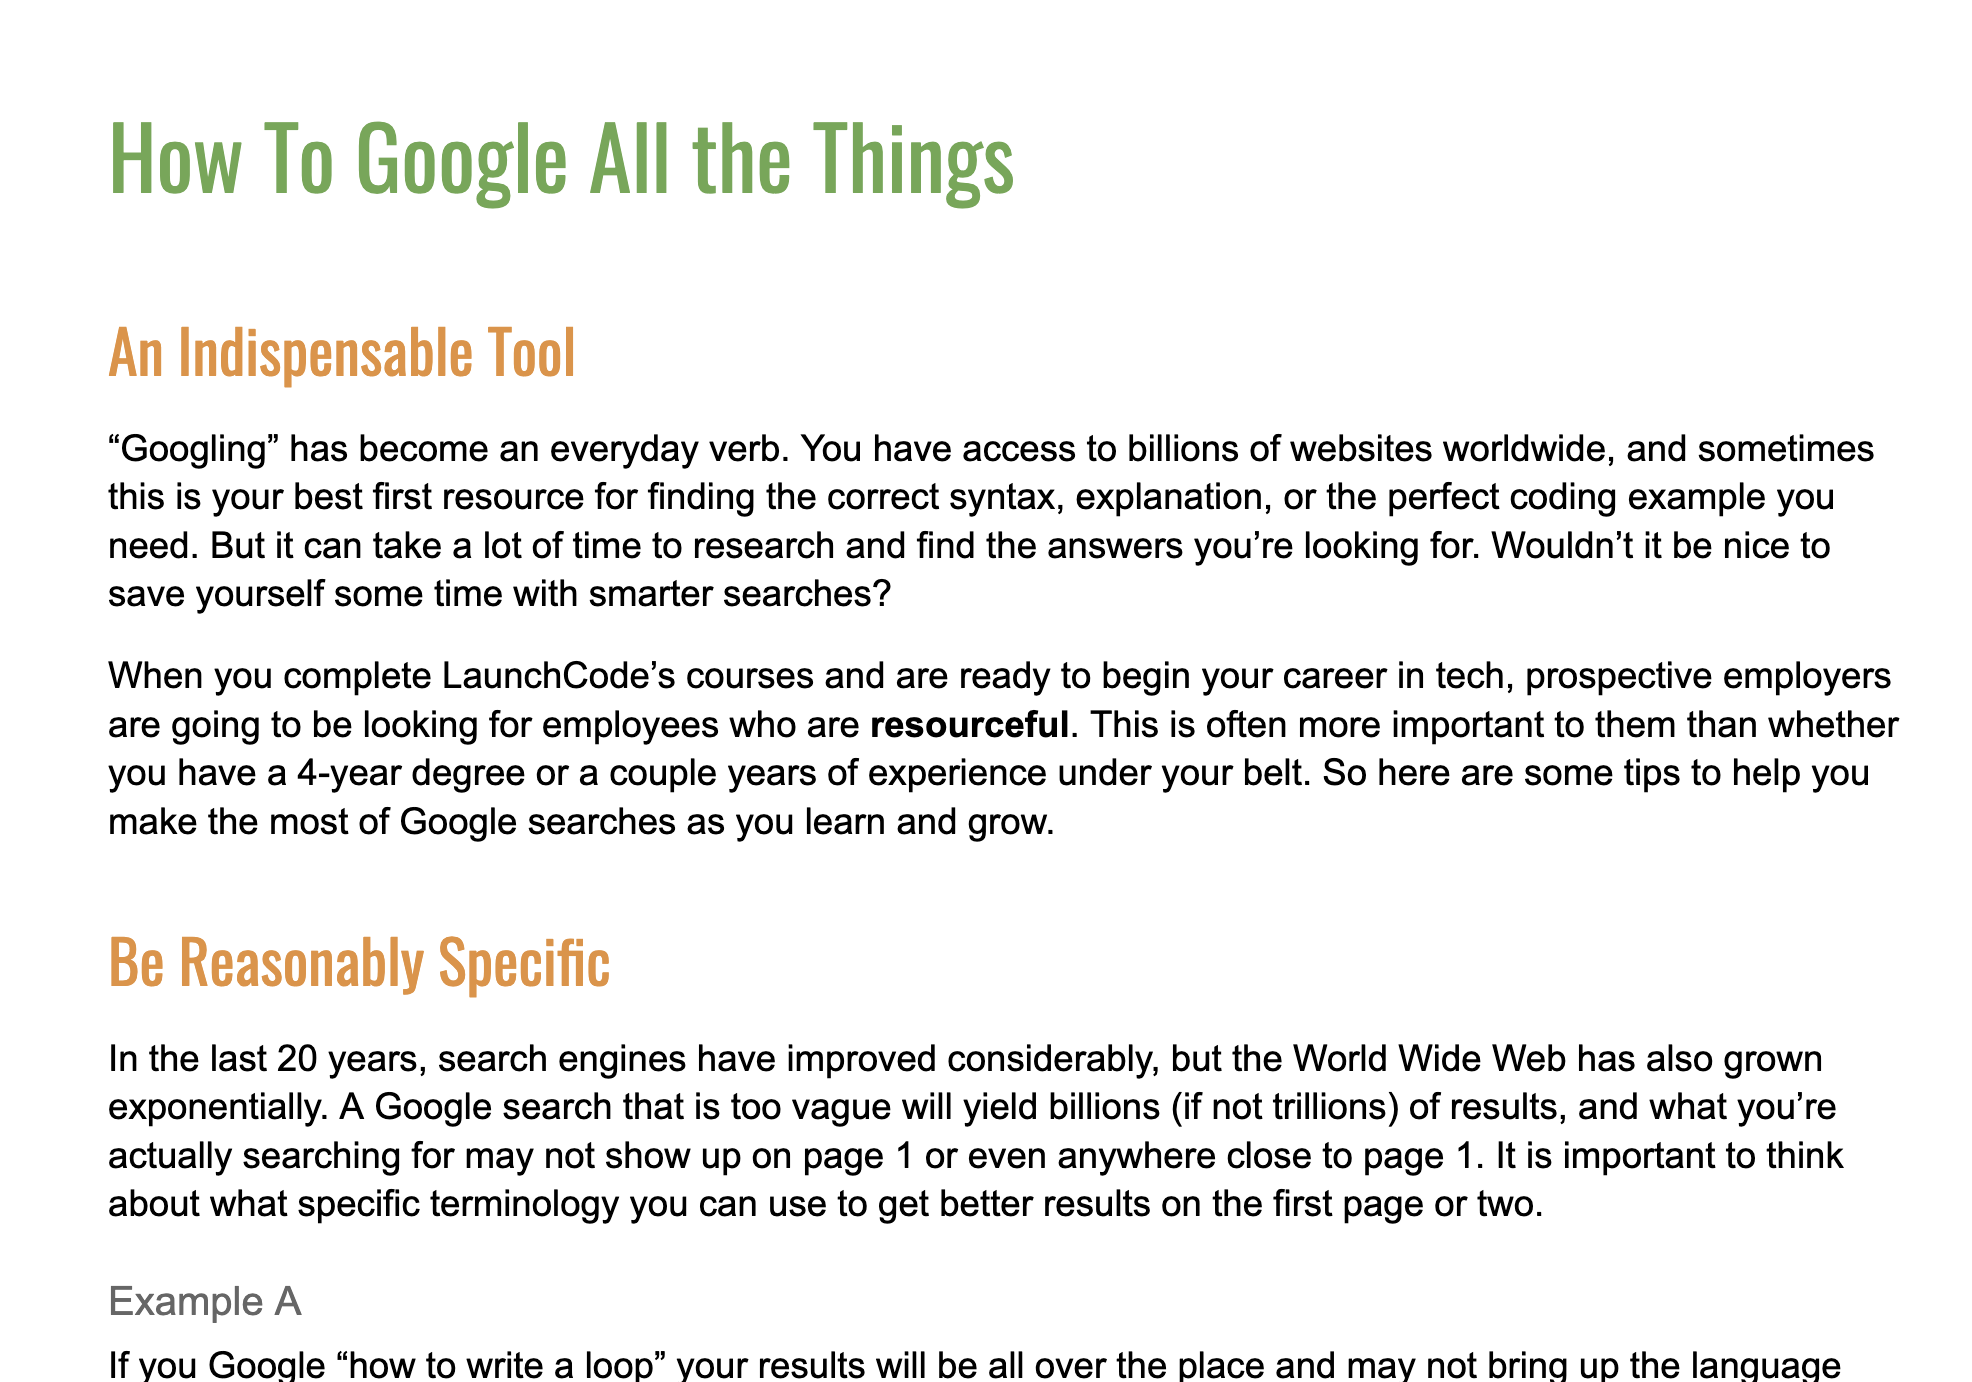 How To Google All the Things
An Indispensable Tool
“Googling” has become an everyday verb. You have access to billions of websites worldwide, and sometimes
this is your best first resource for finding the correct syntax, explanation, or the perfect coding example you
need. But it can take a lot of time to research and find the answers you’re looking for. Wouldn’t it be nice to
save yourself some time with smarter searches?
When you complete LaunchCode’s courses and are ready to begin your career in tech, prospective employers
are going to be looking for employees who are resourceful. This is often more important to them than whether
you have a 4-year degree or a couple years of experience under your belt. So here are some tips to help you
make the most of Google searches as you learn and grow.
Be Reasonably Specific
In the last 20 years, search engines have improved considerably, but the World Wide Web has also grown
exponentially. A Google search that is too vague will yield billions (if not trillions) of results, and what you’re
actually searching for may not show up on page 1 or even anywhere close to page 1. It is important to think
about what specific terminology you can use to get better results on the first page or two.
Example A
If you Google “how to write a loop” your results will be all over the place and may not bring up the language